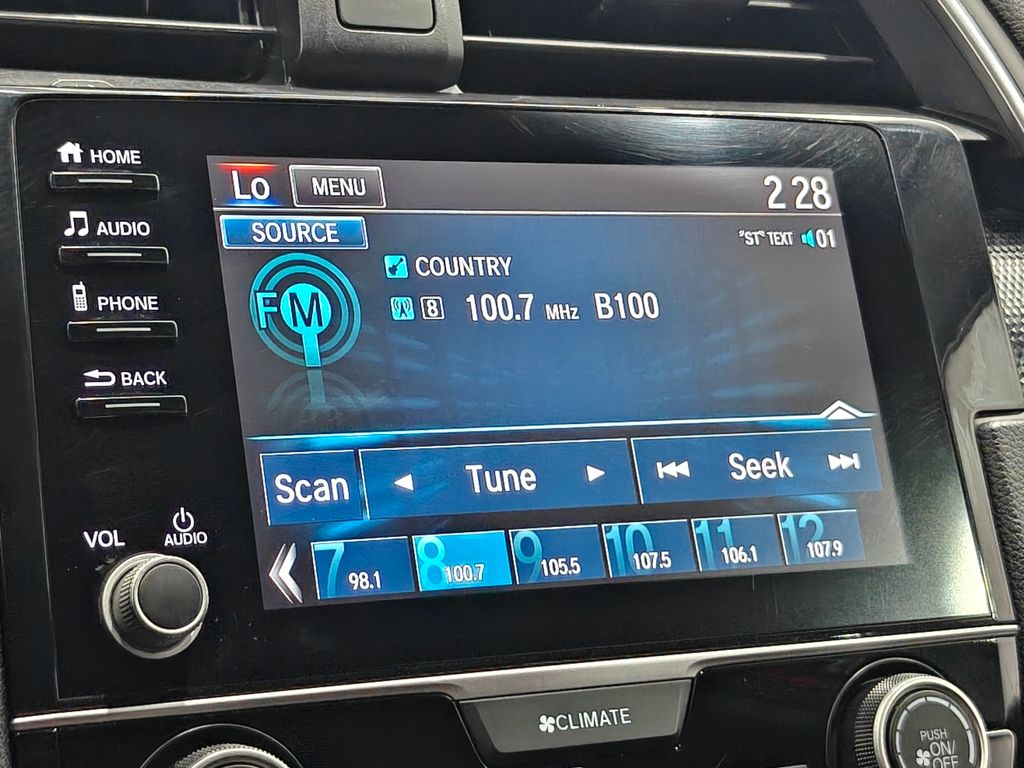 HOME
AUDIO
PHONE
BACK
VOL
AUDIO
Lo MENU 2 28
SOURCE "ST" TEXT 01
FM
COUNTRY
8 100.7 MHz B100
Scan Tune Seek
7 98.1 8 100.7 9 105.5 10 107.5 11 106.1 12 107.9
CLIMATE
PUSH
ON/
OFF